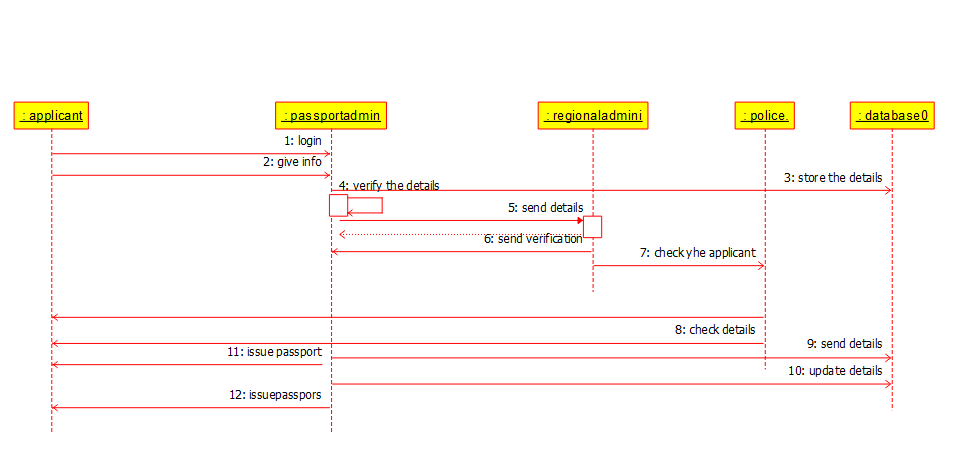 : applicant
: passportadmin
: regionaladmini
: police.
: database0
1: login
2: give info
3: store the details
4: verify the details
5: send details
6: send verification
7: check yhe applicant
8: check details
9: send details
11: issue passport
10: update details
12: issuepasspors